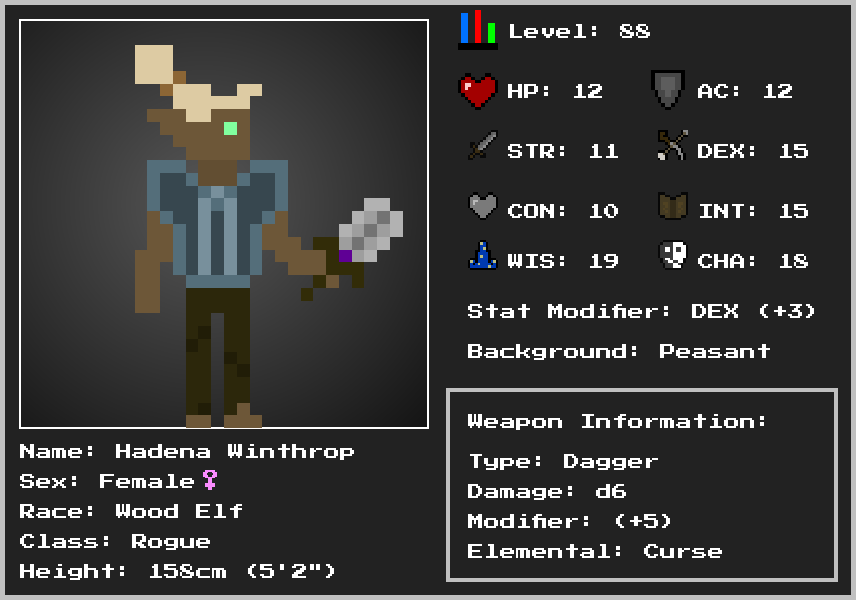 Level: 88
HP: 12
AC: 12
STR: 11
DEX: 15
CON: 10
INT: 15
WIS: 19
CHA: 18
Stat Modifier: DEX (+3)
Background: Peasant
Weapon Information:
Type: Dagger
Damage: d6
Modifier: (+5)
Elemental: Curse
Name: Hadena Winthrop
Sex: Female♀
Race: Wood Elf
Class: Rogue
Height: 158cm (5'2")